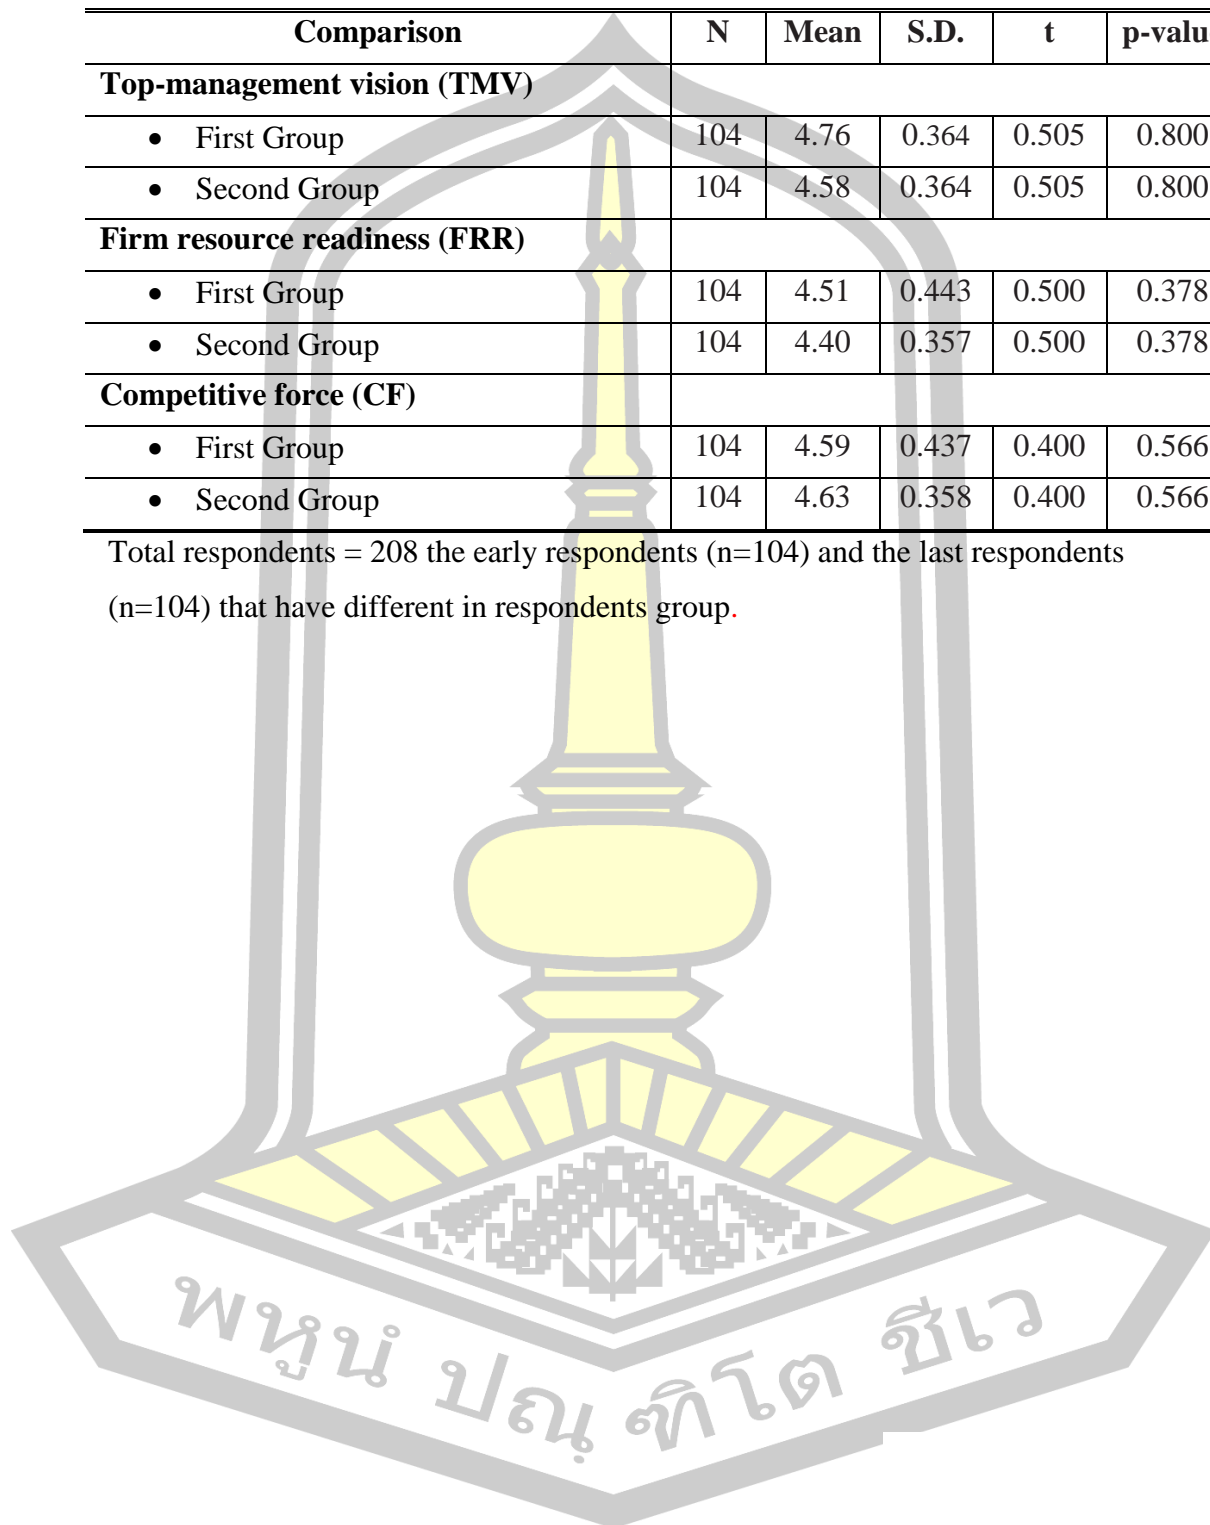 Comparison N Mean S.D. t p-valu
Top-management vision (TMV)
• First Group 104 4.76 0.364 0.505 0.800
• Second Group 104 4.58 0.364 0.505 0.800
Firm resource readiness (FRR)
• First Group 104 4.51 0.443 0.500 0.378
• Second Group 104 4.40 0.357 0.500 0.378
Competitive force (CF)
• First Group 104 4.59 0.437 0.400 0.566
• Second Group 104 4.63 0.358 0.400 0.566
Total respondents = 208 the early respondents (n=104) and the last respondents
(n=104) that have different in respondents group.
พหูนํ ปณฺฑิโต ชีเว